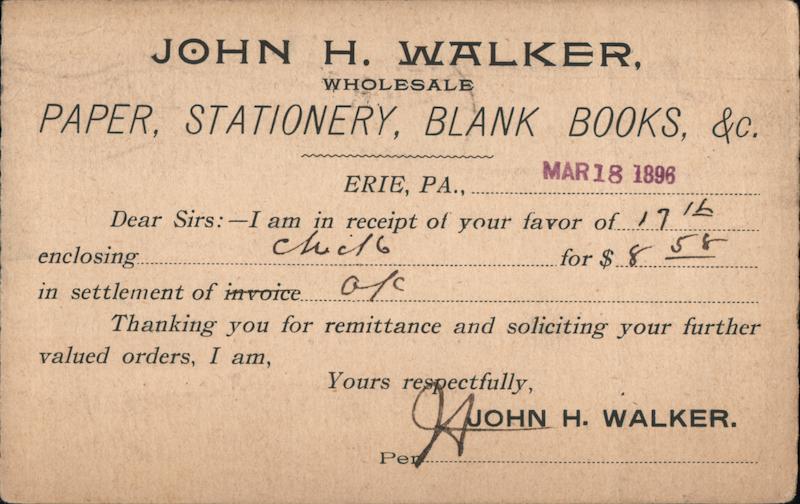 JOHN H. WALKER,
WHOLESALE
PAPER, STATIONERY, BLANK BOOKS, &c.
ERIE, PA., MAR 18 1896
Dear Sirs:—I am in receipt of your favor of 17th
enclosing check for $ 8 58
in settlement of invoice a/c
Thanking you for remittance and soliciting your further
valued orders, I am,
Yours respectfully,
JOHN H. WALKER.
Per